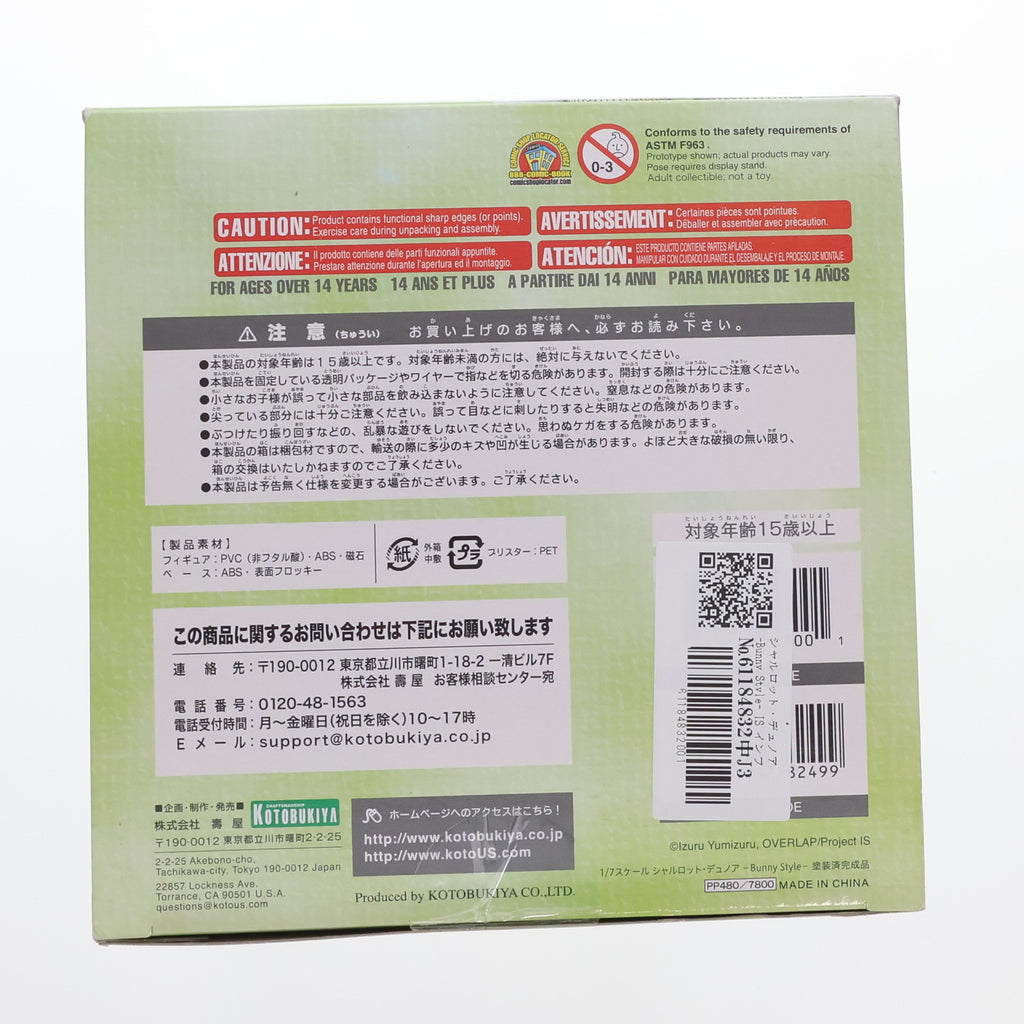 COMIC SHOP LOCATOR SERVICE
888-COMIC-BOOK
comicshoplocator.com
0-3
Conforms to the safety requirements of
ASTM F963 .
Prototype shown; actual products may vary.
Pose requires display stand.
Adult collectible; not a toy.
CAUTION: Product contains functional sharp edges (or points).
Exercise care during unpacking and assembly.
AVERTISSEMENT: Certaines pièces sont pointues.
Déballer et assembler avec précaution.
ATTENZIONE: Il prodotto contiene delle parti funzionali appuntite.
Prestare attenzione durante l'apertura ed il montaggio.
ATENCIÓN: ESTE PRODUCTO CONTIENE PARTES AFILADAS.
MANIPULAR CON CUIDADO DURANTE EL DESEMBALAJE Y EL PROCESO DE MONTAJE.
FOR AGES OVER 14 YEARS 14 ANS ET PLUS A PARTIRE DAI 14 ANNI PARA MAYORES DE 14 AÑOS
注意(ちゅうい) お買い上げのお客様へ、必ずお読み下さい。
●本製品の対象年齢は15歳以上です。対象年齢未満の方には、絶対に与えないでください。
●本製品を固定している透明パッケージやワイヤーで指などを切る危険があります。開封する際は十分にご注意ください。
●小さなお子様が誤って小さな部品を飲み込まないように注意してください。窒息などの危険があります。
●尖っている部分には十分ご注意ください。誤って目などに刺したりすると失明などの危険があります。
●ぶつけたり振り回すなどの、乱暴な遊びをしないでください。思わぬケガをする危険があります。
●本製品の箱は梱包材ですので、輸送の際に多少のキズや凹が生じる場合があります。よほど大きな破損の無い限り、
箱の交換はいたしかねますのでご了承ください。
●本製品は予告無く仕様を変更する場合がございます。ご了承ください。
【製品素材】
フィギュア:PVC(非フタル酸)・ABS・磁石
ベース:ABS・表面フロッキー
紙 外箱
中敷
プラ ブリスター:PET
対象年齢15歳以上
この商品に関するお問い合わせは下記にお願い致します
連絡先:〒190-0012 東京都立川市曙町1-18-2 一清ビル7F
株式会社 壽屋 お客様相談センター宛
電話番号:0120-48-1563
電話受付時間:月〜金曜日(祝日を除く)10〜17時
Eメール:support@kotobukiya.co.jp
シャルロット・デュノア
-Bunny Style- IS インフ
No.61184832中J3
61184832001
00 1
E
32499
DE
■企画・制作・発売■
株式会社 壽屋
CRAFTSMANSHIP
KOTOBUKIYA
〒190-0012 東京都立川市曙町2-2-25
2-2-25 Akebono-cho,
Tachikawa-city, Tokyo 190-0012 Japan
22857 Lockness Ave.
Torrance, CA 90501 U.S.A.
questions@kotous.com
ホームページへのアクセスはこちら!
http://www.kotobukiya.co.jp
http://www.kotoUS.com
Produced by KOTOBUKIYA CO.,LTD.
©Izuru Yumizuru, OVERLAP/Project IS
1/7スケール シャルロット・デュノア -Bunny Style- 塗装済完成品
PP480/7800 MADE IN CHINA